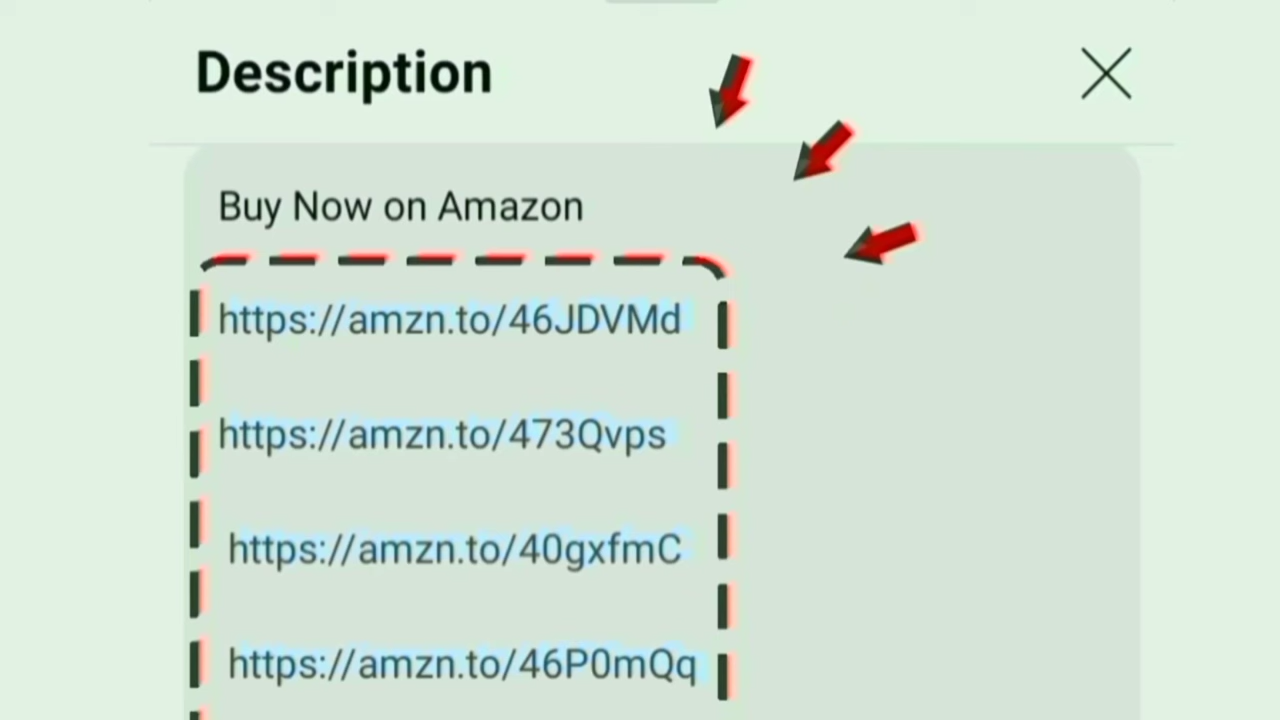 Description
Buy Now on Amazon
https://amzn.to/46JDVMd
https://amzn.to/473Qvps
https://amzn.to/40gxfmC
https://amzn.to/46P0mQq